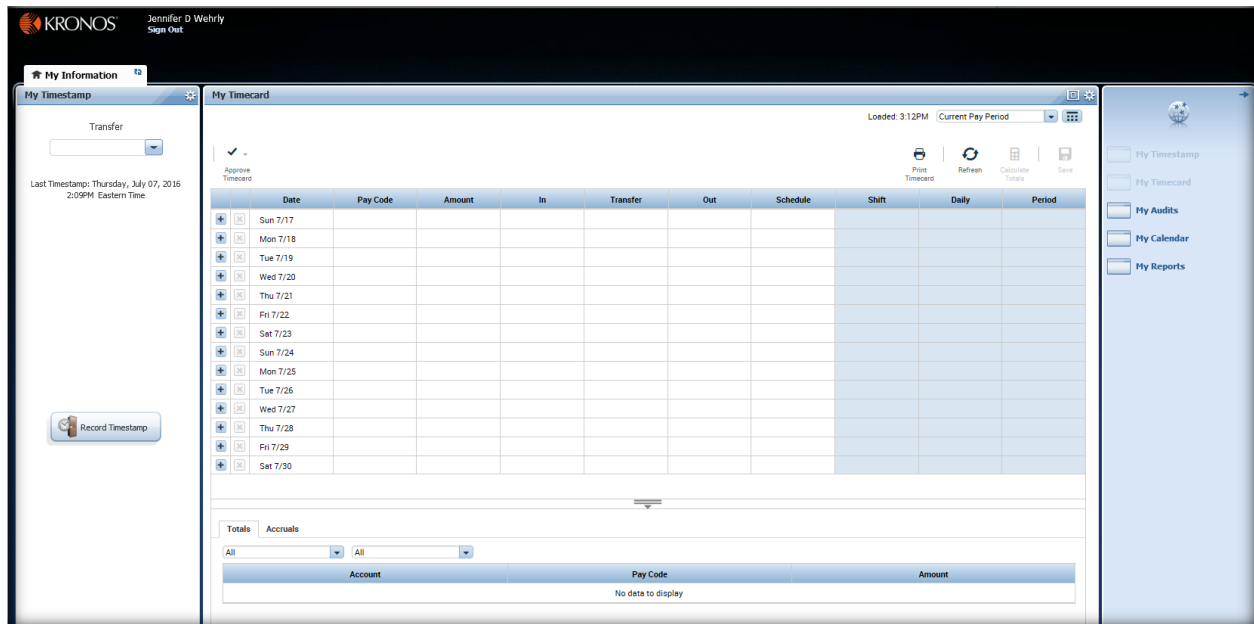 KRONOS
Jennifer D Wehrly
Sign Out
My Information
My Timestamp
Transfer
Last Timestamp: Thursday, July 07, 2016
2:09PM Eastern Time
Record Timestamp
My Timecard
Loaded: 3:12PM Current Pay Period
Approve
Timecard
Print
Timecard
Refresh
Calculate
Totals
Save
Date Pay Code Amount In Transfer Out Schedule Shift Daily Period
Sun 7/17
Mon 7/18
Tue 7/19
Wed 7/20
Thu 7/21
Fri 7/22
Sat 7/23
Sun 7/24
Mon 7/25
Tue 7/26
Wed 7/27
Thu 7/28
Fri 7/29
Sat 7/30
Totals Accruals
All All
Account Pay Code Amount
No data to display
My Timestamp
My Timecard
My Audits
My Calendar
My Reports